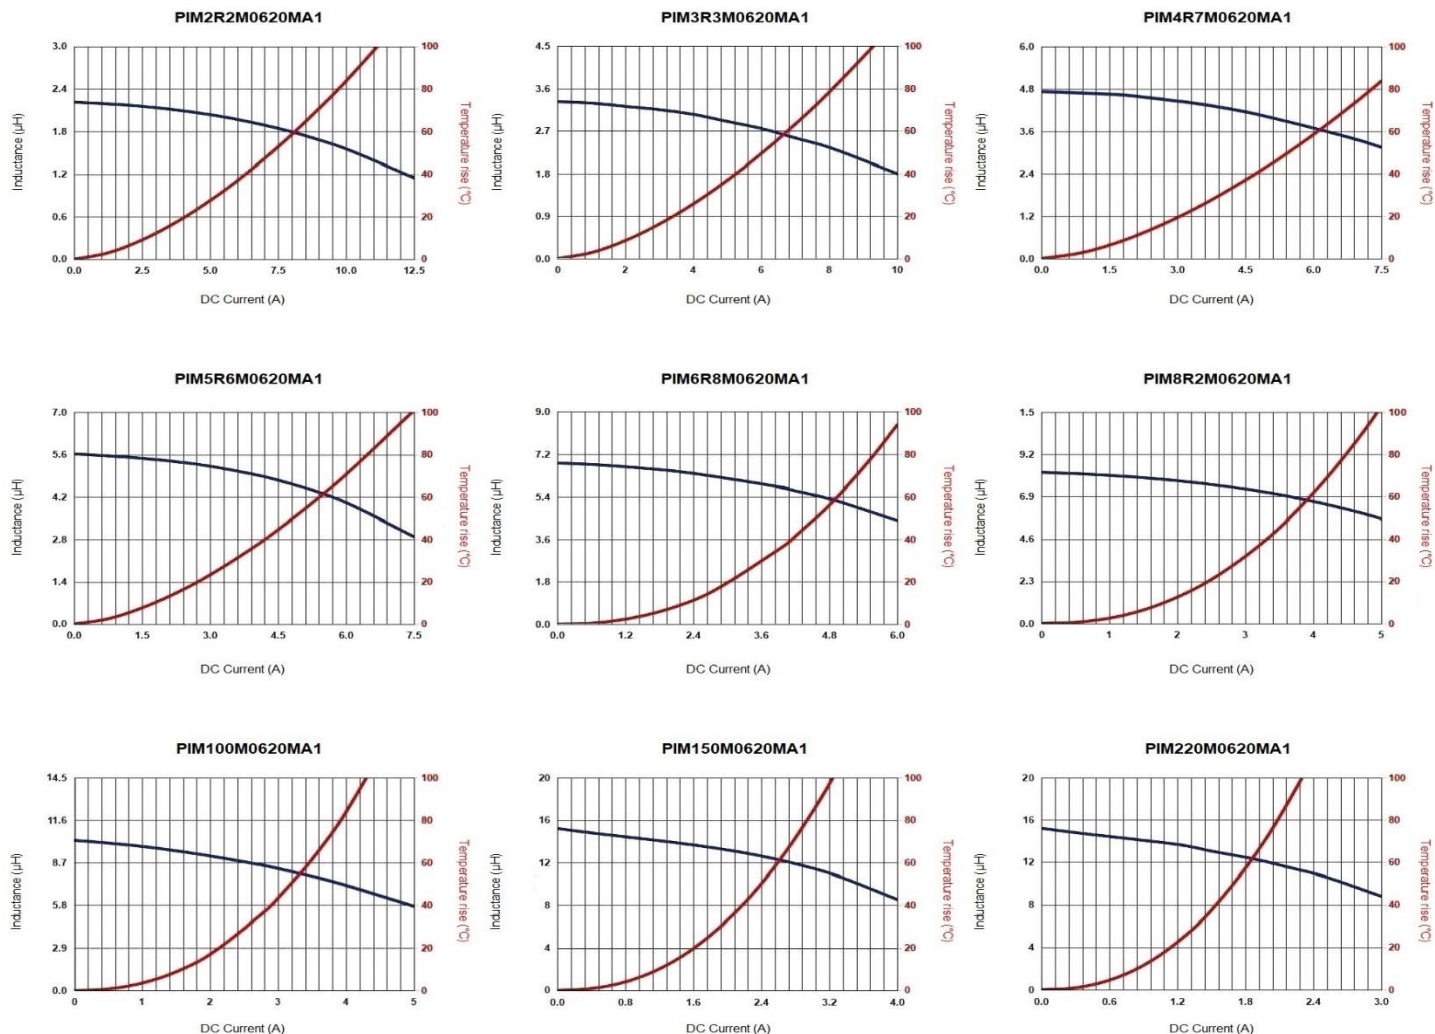 PIM2R2M0620MA1
3.0
2.4
1.8
1.2
0.6
0.0
Inductance (µH)
100
80
60
40
20
0
Temperature rise (°C)
0.0 2.5 5.0 7.5 10.0 12.5
DC Current (A)
PIM3R3M0620MA1
4.5
3.6
2.7
1.8
0.9
0.0
Inductance (µH)
100
80
60
40
20
0
Temperature rise (°C)
0 2 4 6 8 10
DC Current (A)
PIM4R7M0620MA1
6.0
4.8
3.6
2.4
1.2
0.0
Inductance (µH)
100
80
60
40
20
0
Temperature rise (°C)
0.0 1.5 3.0 4.5 6.0 7.5
DC Current (A)
PIM5R6M0620MA1
7.0
5.6
4.2
2.8
1.4
0.0
Inductance (µH)
100
80
60
40
20
0
Temperature rise (°C)
0.0 1.5 3.0 4.5 6.0 7.5
DC Current (A)
PIM6R8M0620MA1
9.0
7.2
5.4
3.6
1.8
0.0
Inductance (µH)
100
80
60
40
20
0
Temperature rise (°C)
0.0 1.2 2.4 3.6 4.8 6.0
DC Current (A)
PIM8R2M0620MA1
1.5
9.2
6.9
4.6
2.3
0.0
Inductance (µH)
100
80
60
40
20
0
Temperature rise (°C)
0 1 2 3 4 5
DC Current (A)
PIM100M0620MA1
14.5
11.6
8.7
5.8
2.9
0.0
Inductance (µH)
100
80
60
40
20
0
Temperature rise (°C)
0 1 2 3 4 5
DC Current (A)
PIM150M0620MA1
20
16
12
8
4
0.0
Inductance (µH)
100
80
60
40
20
0
Temperature rise (°C)
0.0 0.8 1.6 2.4 3.2 4.0
DC Current (A)
PIM220M0620MA1
20
16
12
8
4
0.0
Inductance (µH)
100
80
60
40
20
0
Temperature rise (°C)
0.0 0.6 1.2 1.8 2.4 3.0
DC Current (A)